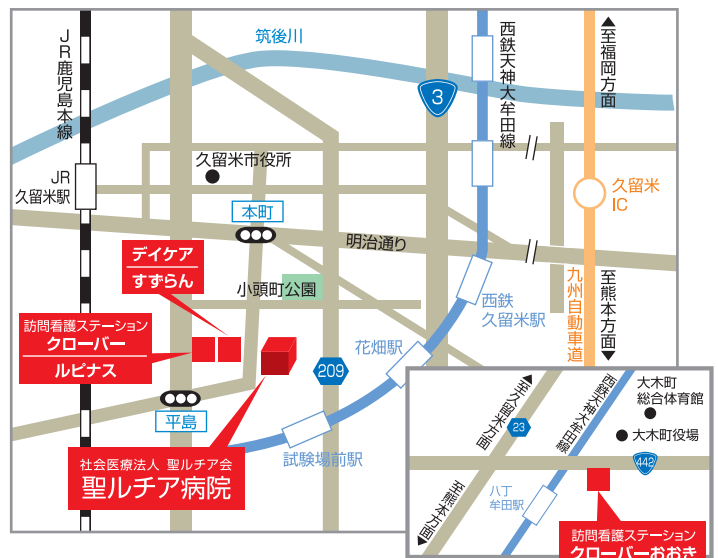 JR鹿児島本線
筑後川
3
西鉄天神大牟田線
▲至福岡方面
久留米市役所
JR
久留米駅
久留米
IC
本町
明治通り
デイケア
すずらん
小頭町公園
九州自動車道
至熊本方面▼
西鉄
久留米駅
訪問看護ステーション
クローバー
ルピナス
花畑駅
209
平島
試験場前駅
社会医療法人 聖ルチア会
聖ルチア病院
▲至久留米方面
23
西鉄天神大牟田線
大木町
総合体育館
大木町役場
442
八丁
牟田駅
至熊本方面▼
訪問看護ステーション
クローバーおおき